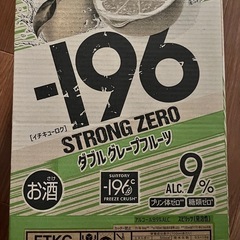 -196
[イチキューロク]
STRONG ZERO
ダブルグレープフルーツ
お酒
さけ
SUNTORY
-196℃
FREEZE CRUSH
ALC.9%
プリン体ゼロ
糖類ゼロ